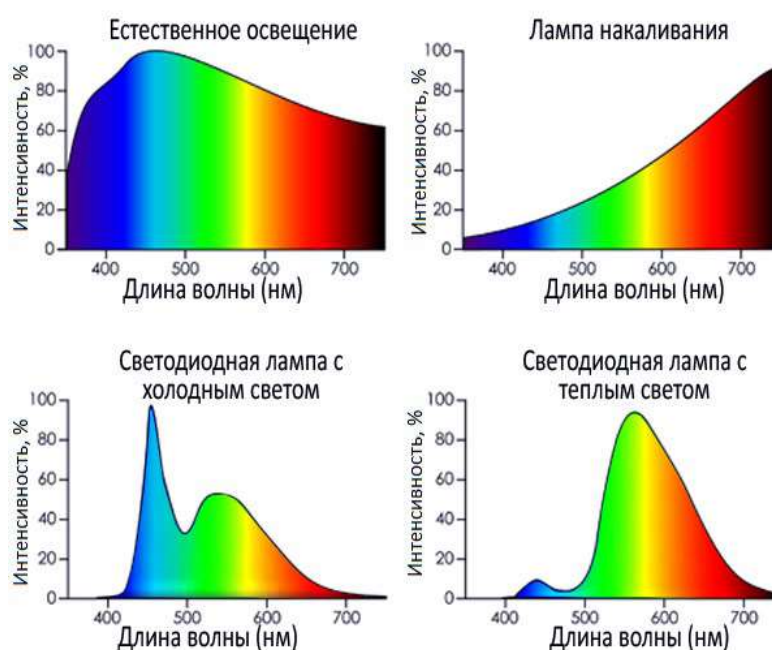 Естественное освещение
Интенсивность, %
100
80
60
40
20
0
400 500 600 700
Длина волны (нм)
Лампа накаливания
Интенсивность, %
100
80
60
40
20
0
400 500 600 700
Длина волны (нм)
Светодиодная лампа с
холодным светом
Интенсивность, %
100
80
60
40
20
0
400 500 600 700
Длина волны (нм)
Светодиодная лампа с
теплым светом
Интенсивность, %
100
80
60
40
20
0
400 500 600 700
Длина волны (нм)